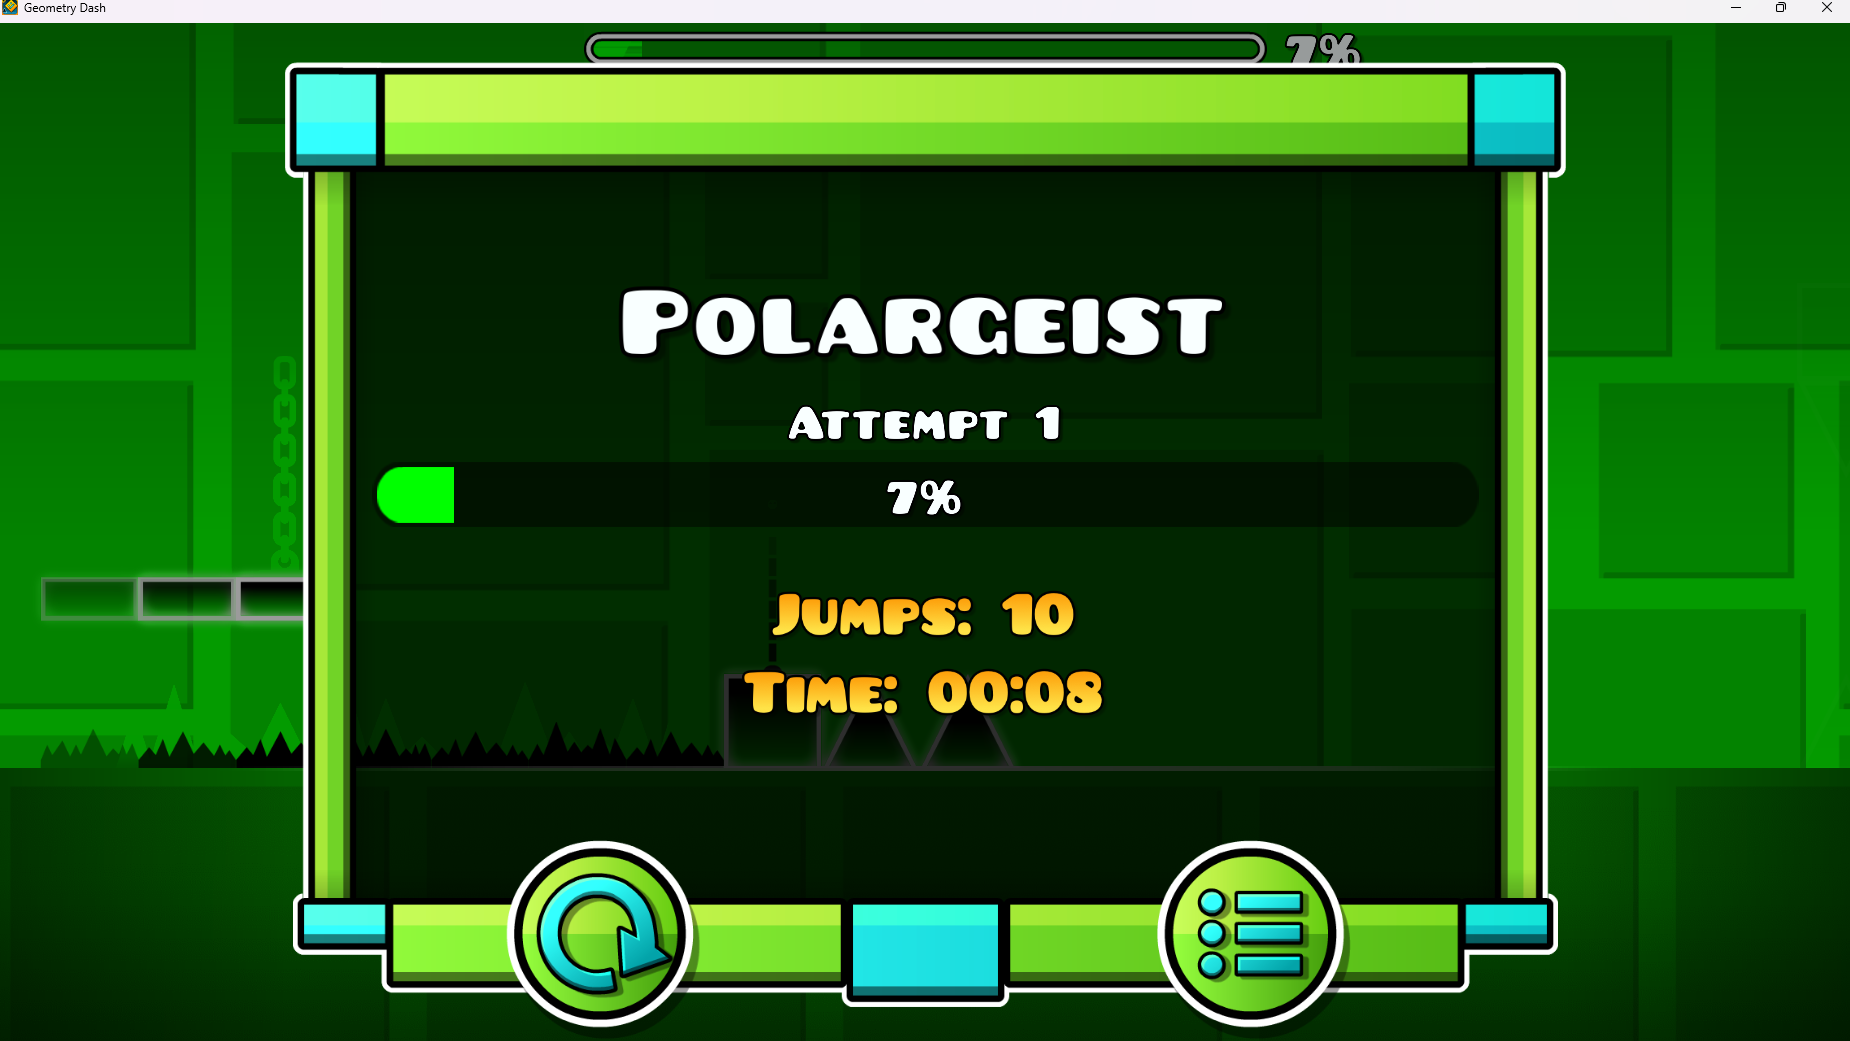 Geometry Dash
7%
Polargeist
Attempt 1
7%
Jumps: 10
Time: 00:08